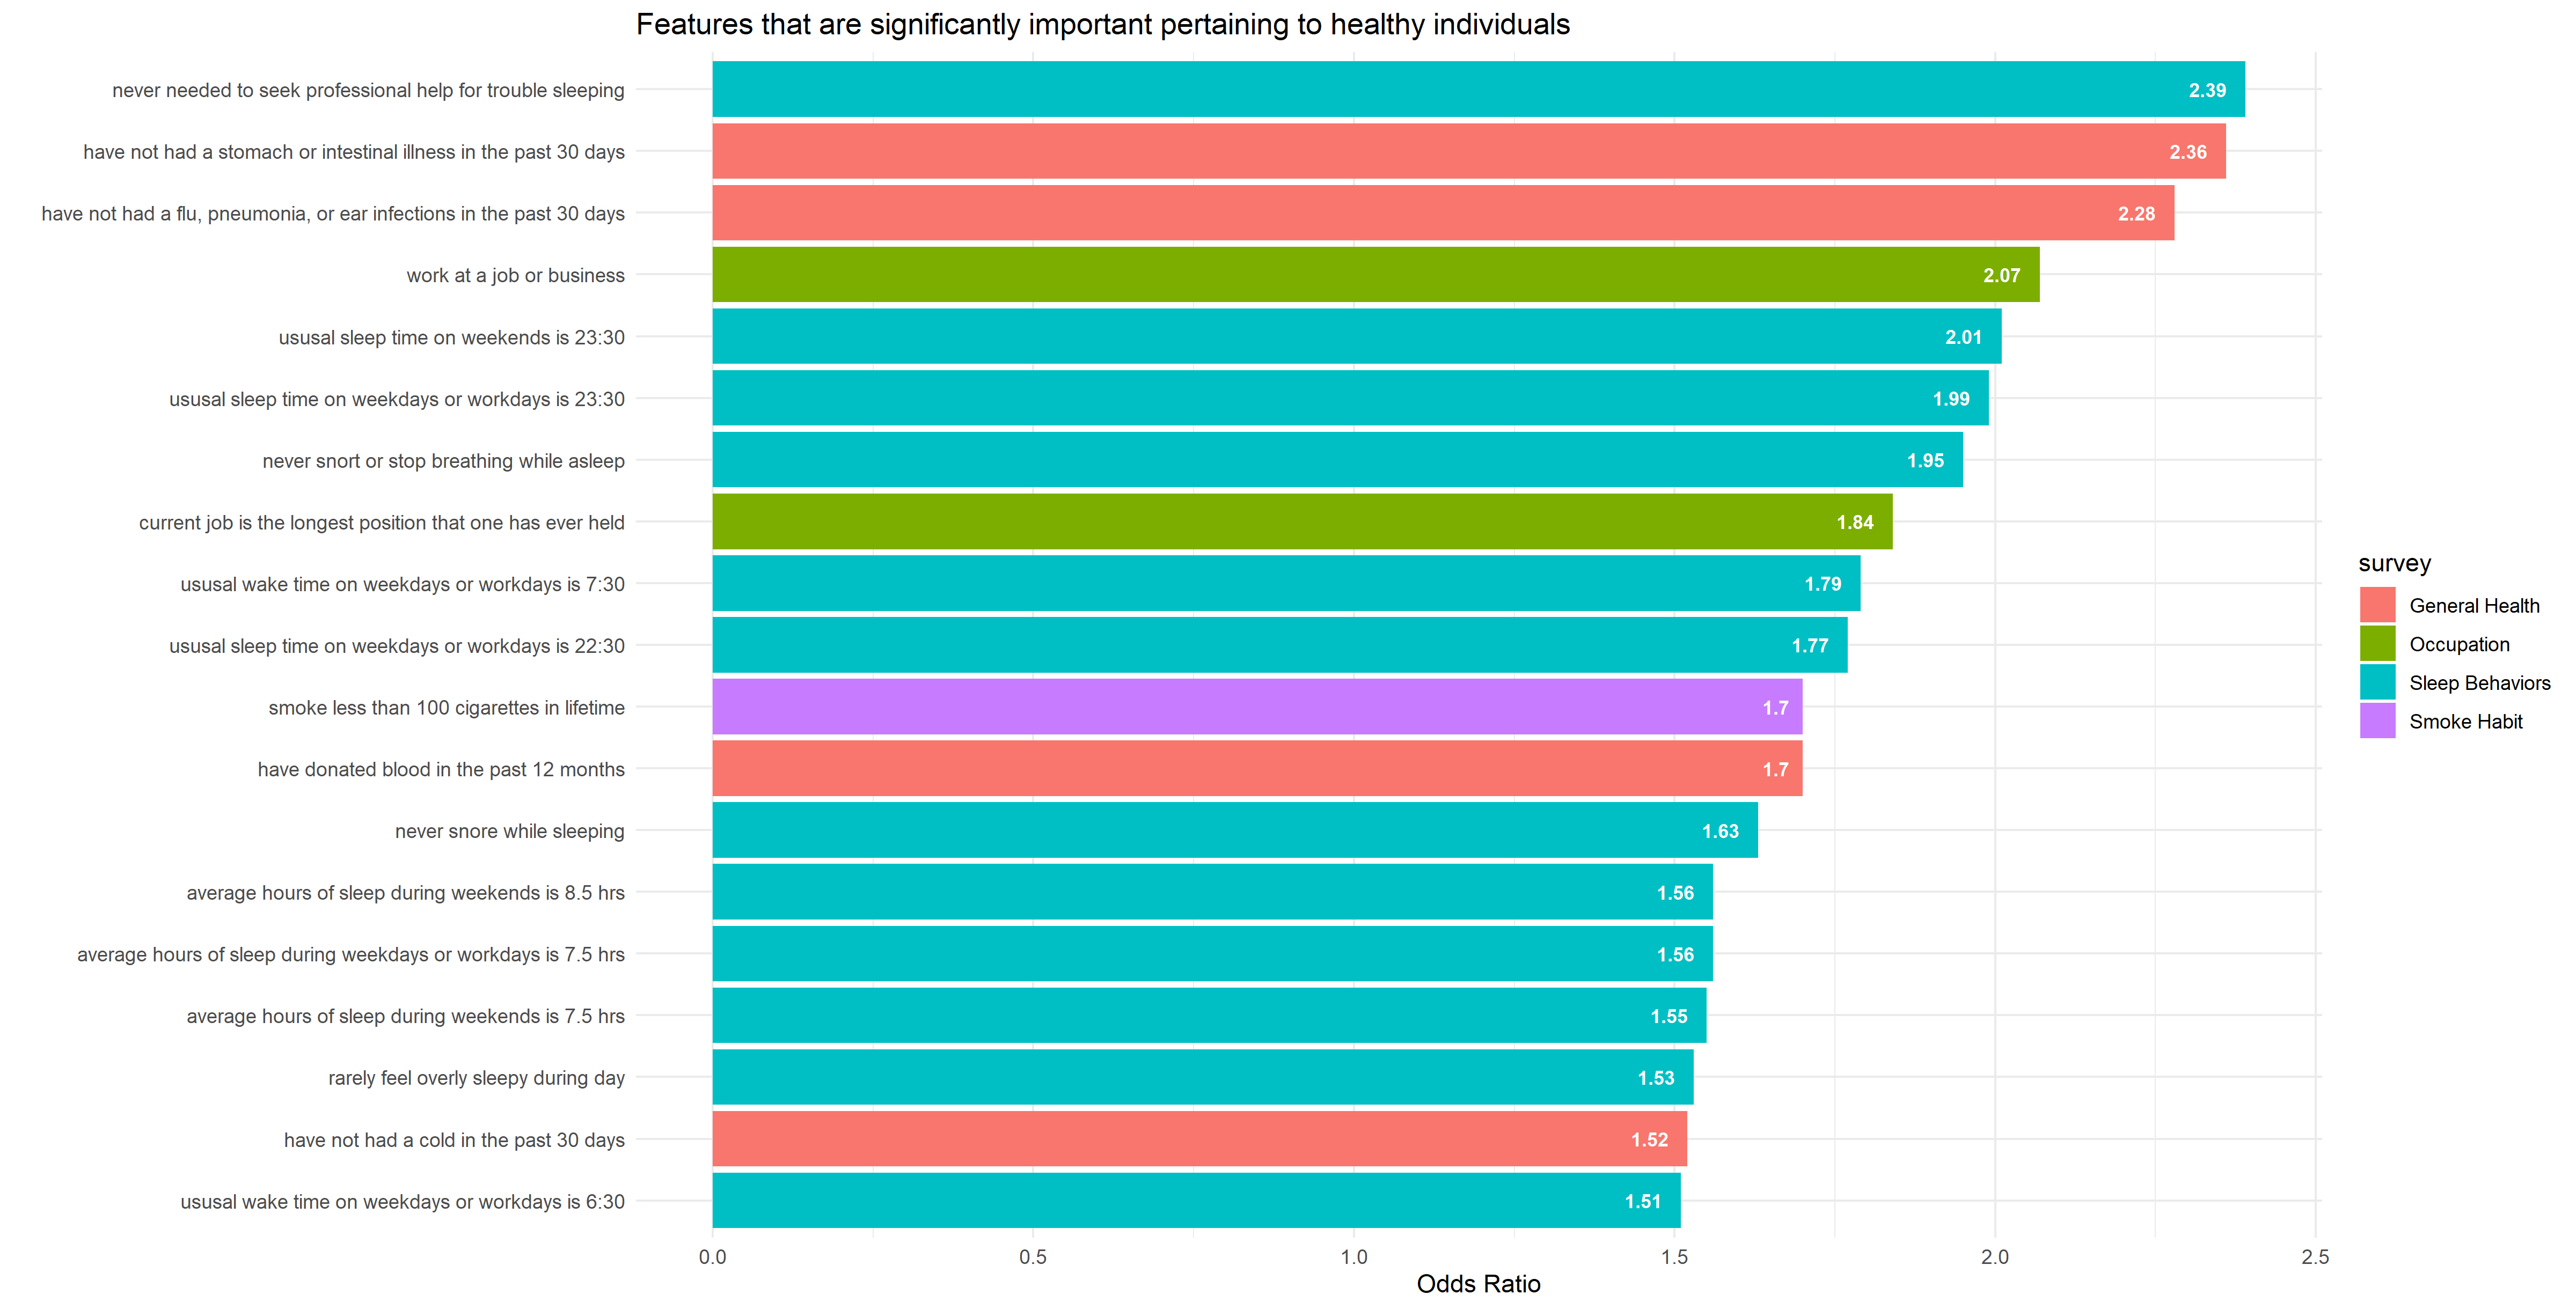 Features that are significantly important pertaining to healthy individuals
never needed to seek professional help for trouble sleeping 2.39
have not had a stomach or intestinal illness in the past 30 days 2.36
have not had a flu, pneumonia, or ear infections in the past 30 days 2.28
work at a job or business 2.07
ususal sleep time on weekends is 23:30 2.01
ususal sleep time on weekdays or workdays is 23:30 1.99
never snort or stop breathing while asleep 1.95
current job is the longest position that one has ever held 1.84
ususal wake time on weekdays or workdays is 7:30 1.79
ususal sleep time on weekdays or workdays is 22:30 1.77
smoke less than 100 cigarettes in lifetime 1.7
have donated blood in the past 12 months 1.7
never snore while sleeping 1.63
average hours of sleep during weekends is 8.5 hrs 1.56
average hours of sleep during weekdays or workdays is 7.5 hrs 1.56
average hours of sleep during weekends is 7.5 hrs 1.55
rarely feel overly sleepy during day 1.53
have not had a cold in the past 30 days 1.52
ususal wake time on weekdays or workdays is 6:30 1.51
0.0 0.5 1.0 1.5 2.0 2.5
Odds Ratio
survey
General Health
Occupation
Sleep Behaviors
Smoke Habit